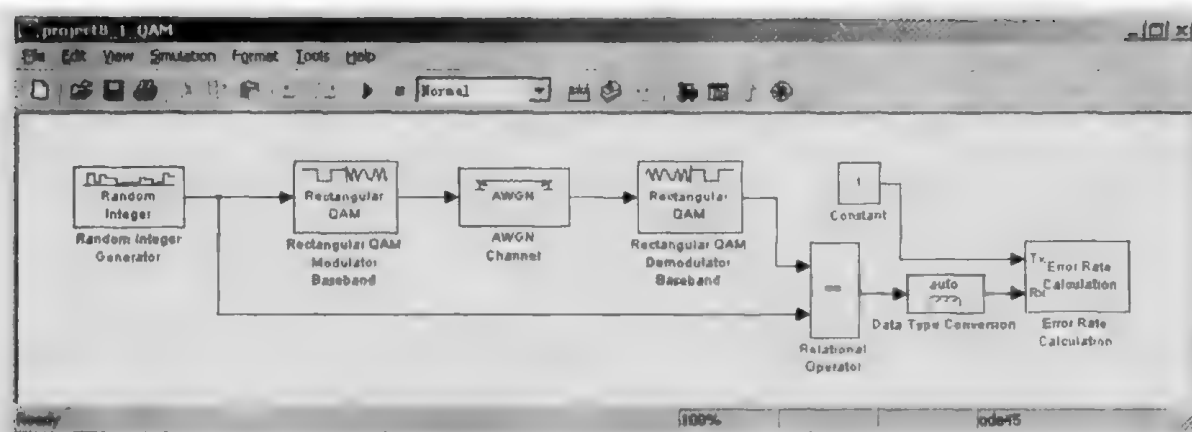 project8_1_QAM
File Edit View Simulation Format Tools Help
Normal
Random
Integer
Random Integer
Generator
Rectangular
QAM
Rectangular QAM
Modulator
Baseband
AWGN
AWGN
Channel
Rectangular
QAM
Rectangular QAM
Demodulator
Baseband
1
Constant
==
Relational
Operator
auto
Data Type Conversion
Tx
Rx
Error Rate
Calculation
Error Rate
Calculation
Ready
100%
ode45